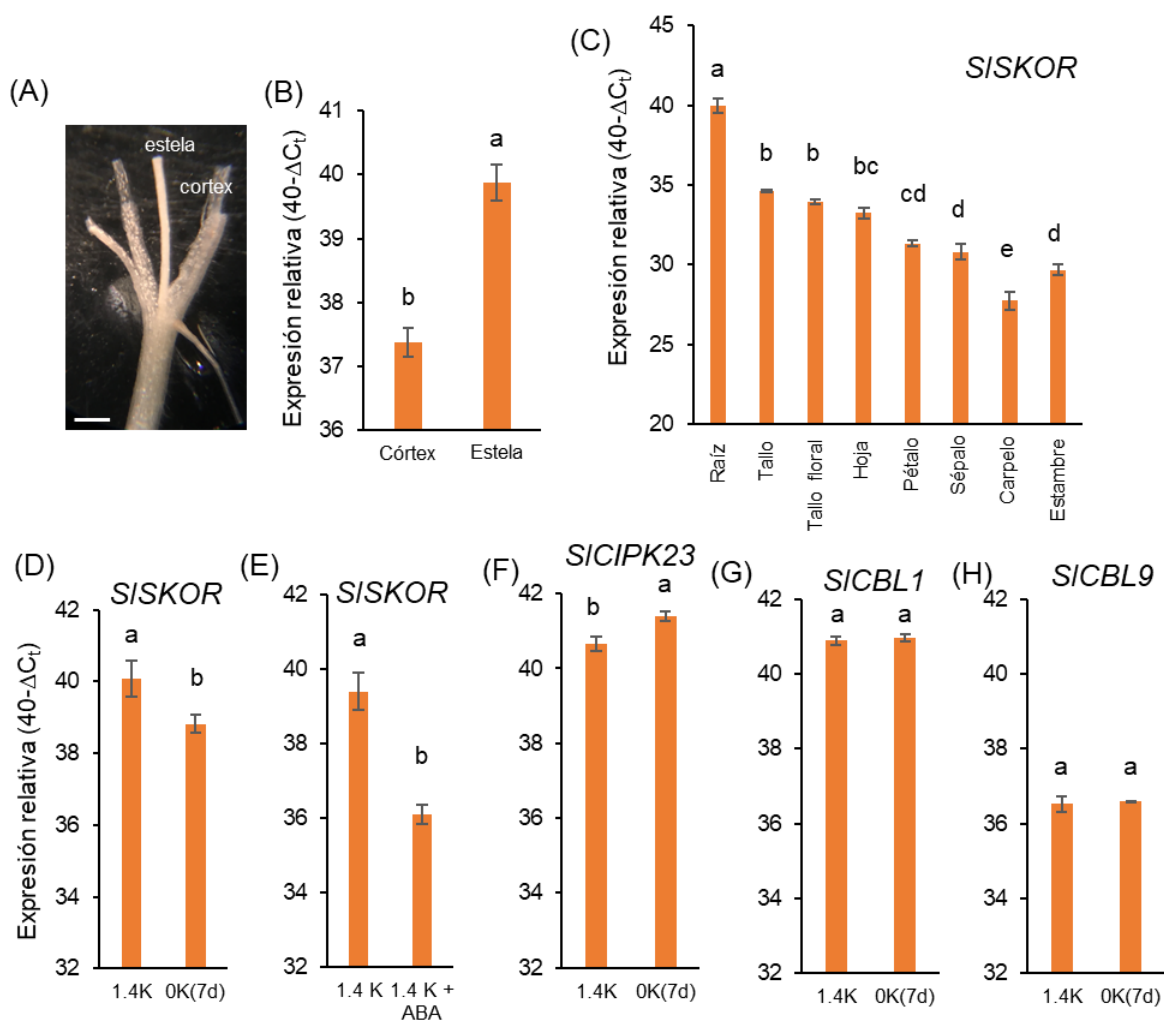 (A)
estela
cortex
(B)
Expresión relativa (40-ΔCt)
41
40
39
38
37
36
b
a
Córtex
Estela
(C)
SlSKOR
Expresión relativa (40-ΔCt)
45
40
35
30
25
20
a
b
b
bc
cd
d
e
d
Raíz
Tallo
Tallo floral
Hoja
Pétalo
Sépalo
Carpelo
Estambre
(D)
SlSKOR
Expresión relativa (40-ΔCt)
42
40
38
36
34
32
a
b
1.4K
0K(7d)
(E)
SlSKOR
42
40
38
36
34
32
a
b
1.4 K
1.4 K +
ABA
(F)
SlCIPK23
42
40
38
36
34
32
b
a
1.4K
0K(7d)
(G)
SlCBL1
42
40
38
36
34
32
a
a
1.4K
0K(7d)
(H)
SlCBL9
42
40
38
36
34
32
a
a
1.4K
0K(7d)